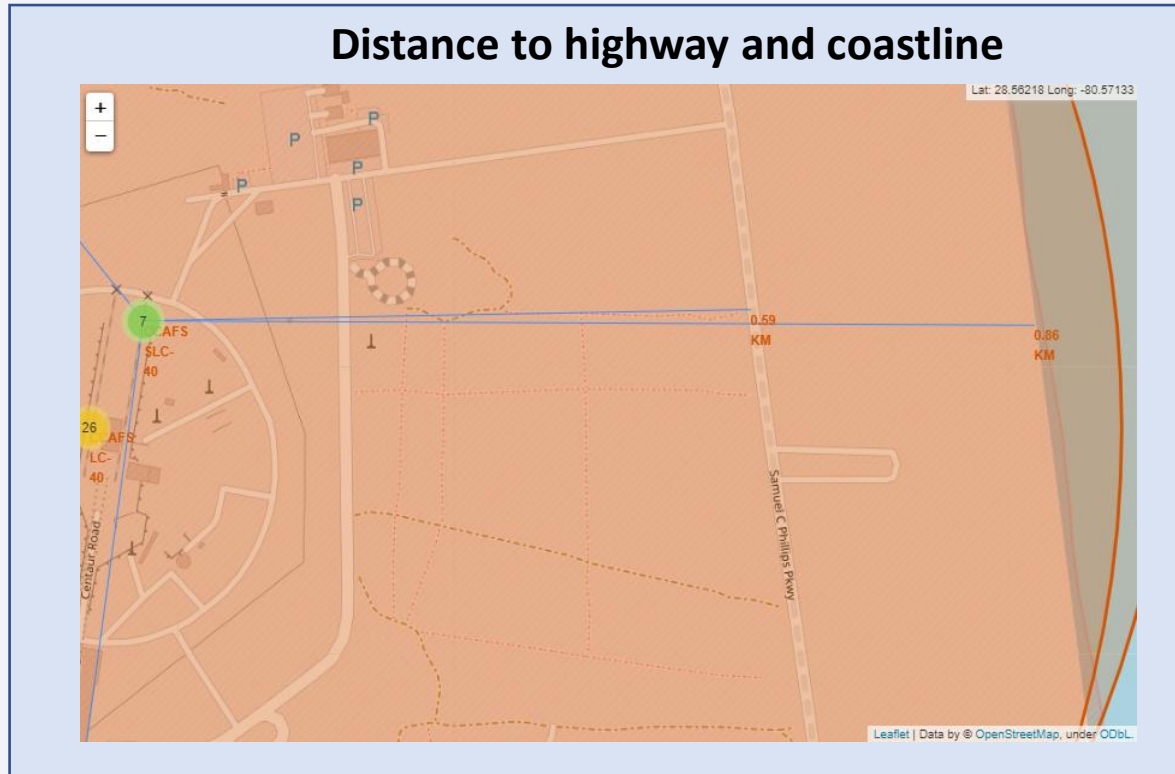 Distance to highway and coastline
+
−
Lat: 28.56218 Long: -80.57133
P
P
P
P
P
7
CCAFS
SLC-
40
0.59
KM
0.86
KM
26
CCAFS
LC-
40
Samuel C Phillips Pkwy
Centaur Road
Leaflet | Data by © OpenStreetMap, under ODbL.